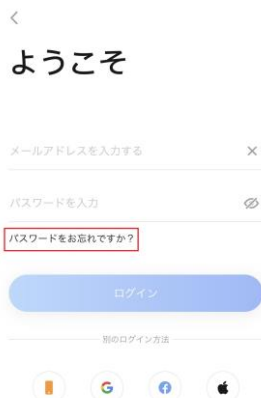 ようこそ
メールアドレスを入力する
パスワードを入力
パスワードをお忘れですか？
ログイン
別のログイン方法